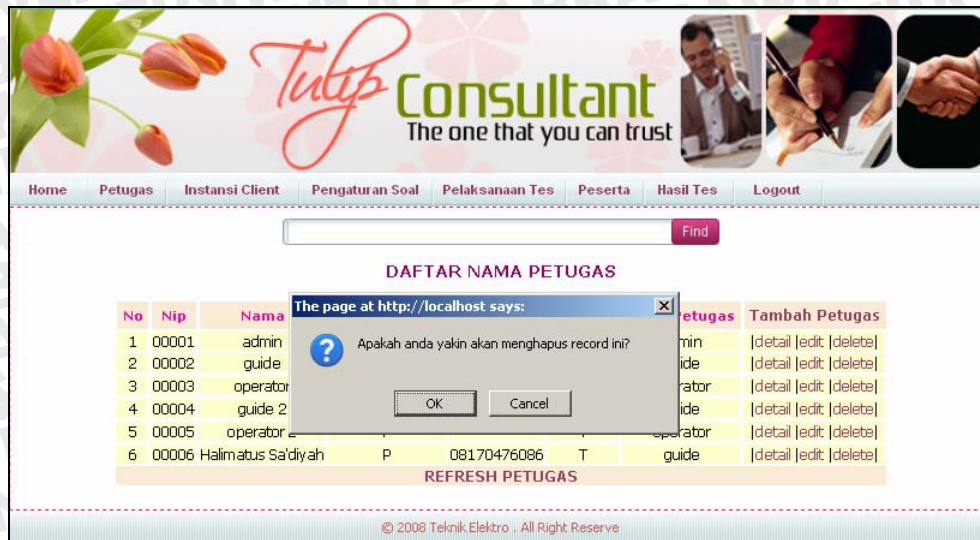 Tulip Consultant
The one that you can trust
Home Petugas Instansi Client Pengaturan Soal Pelaksanaan Tes Peserta Hasil Tes Logout
Find
DAFTAR NAMA PETUGAS
The page at http://localhost says:
Apakah anda yakin akan menghapus record ini?
OK Cancel
No Nip Nama Tambah Petugas
1 00001 admin |detail |edit |delete|
2 00002 guide |detail |edit |delete|
3 00003 operator |detail |edit |delete|
4 00004 guide 2 |detail |edit |delete|
5 00005 operator 2 |detail |edit |delete|
6 00006 Halimatus Sa'diyah P 08170476086 T guide |detail |edit |delete|
REFRESH PETUGAS
© 2008 Teknik Elektro . All Right Reserve